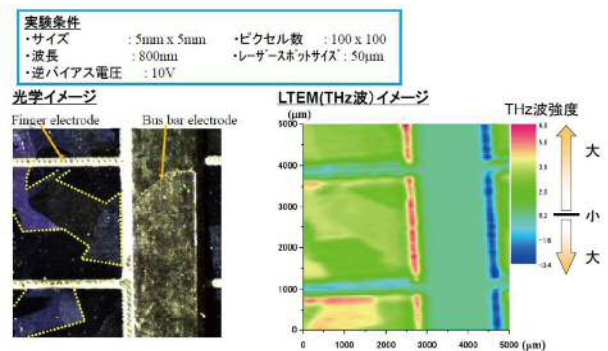 実験条件
・サイズ : 5mm x 5mm ・ピクセル数 : 100 x 100
・波長 : 800nm ・レーザースポットサイズ : 50μm
・逆バイアス電圧 : 10V
光学イメージ
Finger electrode Bus bar electrode
LTEM(THz波)イメージ
(μm)
THz波強度
5000
4000
3000
2000
1000
0
0 1000 2000 3000 4000 5000 (μm)
大
小
大